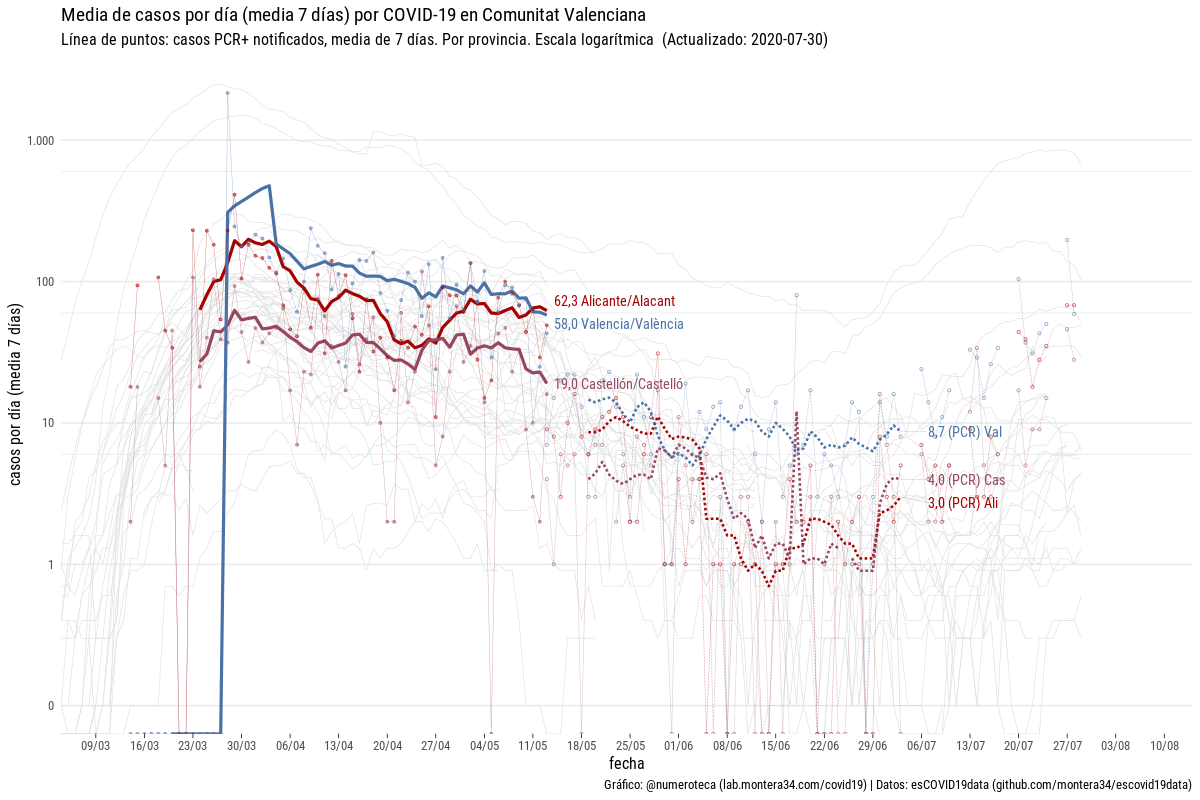 Media de casos por día (media 7 días) por COVID-19 en Comunitat Valenciana
Línea de puntos: casos PCR+ notificados, media de 7 días. Por provincia. Escala logarítmica (Actualizado: 2020-07-30)
casos por día (media 7 días)
1.000
100
10
1
0
62,3 Alicante/Alacant
58,0 Valencia/València
19,0 Castellón/Castelló
8,7 (PCR) Val
4,0 (PCR) Cas
3,0 (PCR) Ali
09/03 16/03 23/03 30/03 06/04 13/04 20/04 27/04 04/05 11/05 18/05 25/05 01/06 08/06 15/06 22/06 29/06 06/07 13/07 20/07 27/07 03/08 10/08
fecha
Gráfico: @numeroteca (lab.montera34.com/covid19) | Datos: esCOVID19data (github.com/montera34/escovid19data)